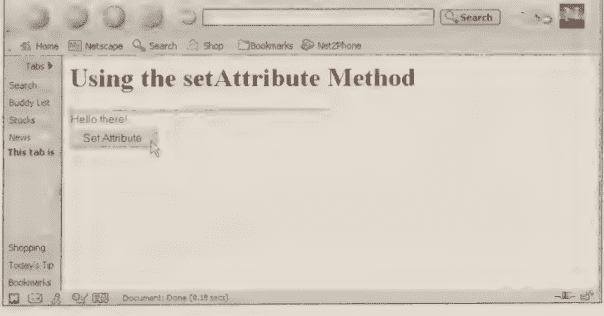 Search
Home Netscape Search Shop Bookmarks Net2Phone
Tabs
Using the setAttribute Method
Search
Buddy List
Stocks
News
This tab is
Hello there!
Set Attribute
Shopping
Today's Tip
Bookmarks
Document: Done (0.18 secs)